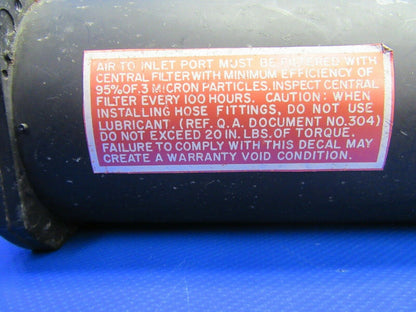 AIR TO INLET PORT MUST BE FILTERED WITH
CENTRAL FILTER WITH MINIMUM EFFICIENCY OF
95% OF .3 MICRON PARTICLES. INSPECT CENTRAL
FILTER EVERY 100 HOURS. CAUTION: WHEN
INSTALLING HOSE FITTINGS, DO NOT USE
LUBRICANT. (REF. Q.A. DOCUMENT NO. 304)
DO NOT EXCEED 20 IN. LBS. OF TORQUE.
FAILURE TO COMPLY WITH THIS DECAL MAY
CREATE A WARRANTY VOID CONDITION.